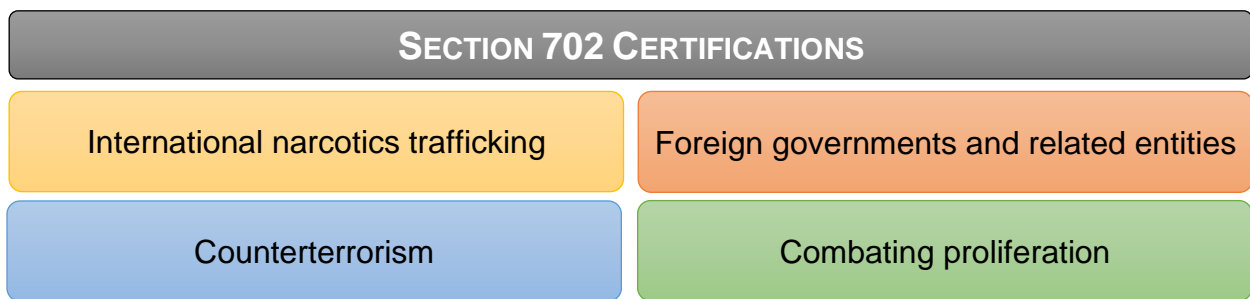 SECTION 702 CERTIFICATIONS
International narcotics trafficking
Foreign governments and related entities
Counterterrorism
Combating proliferation